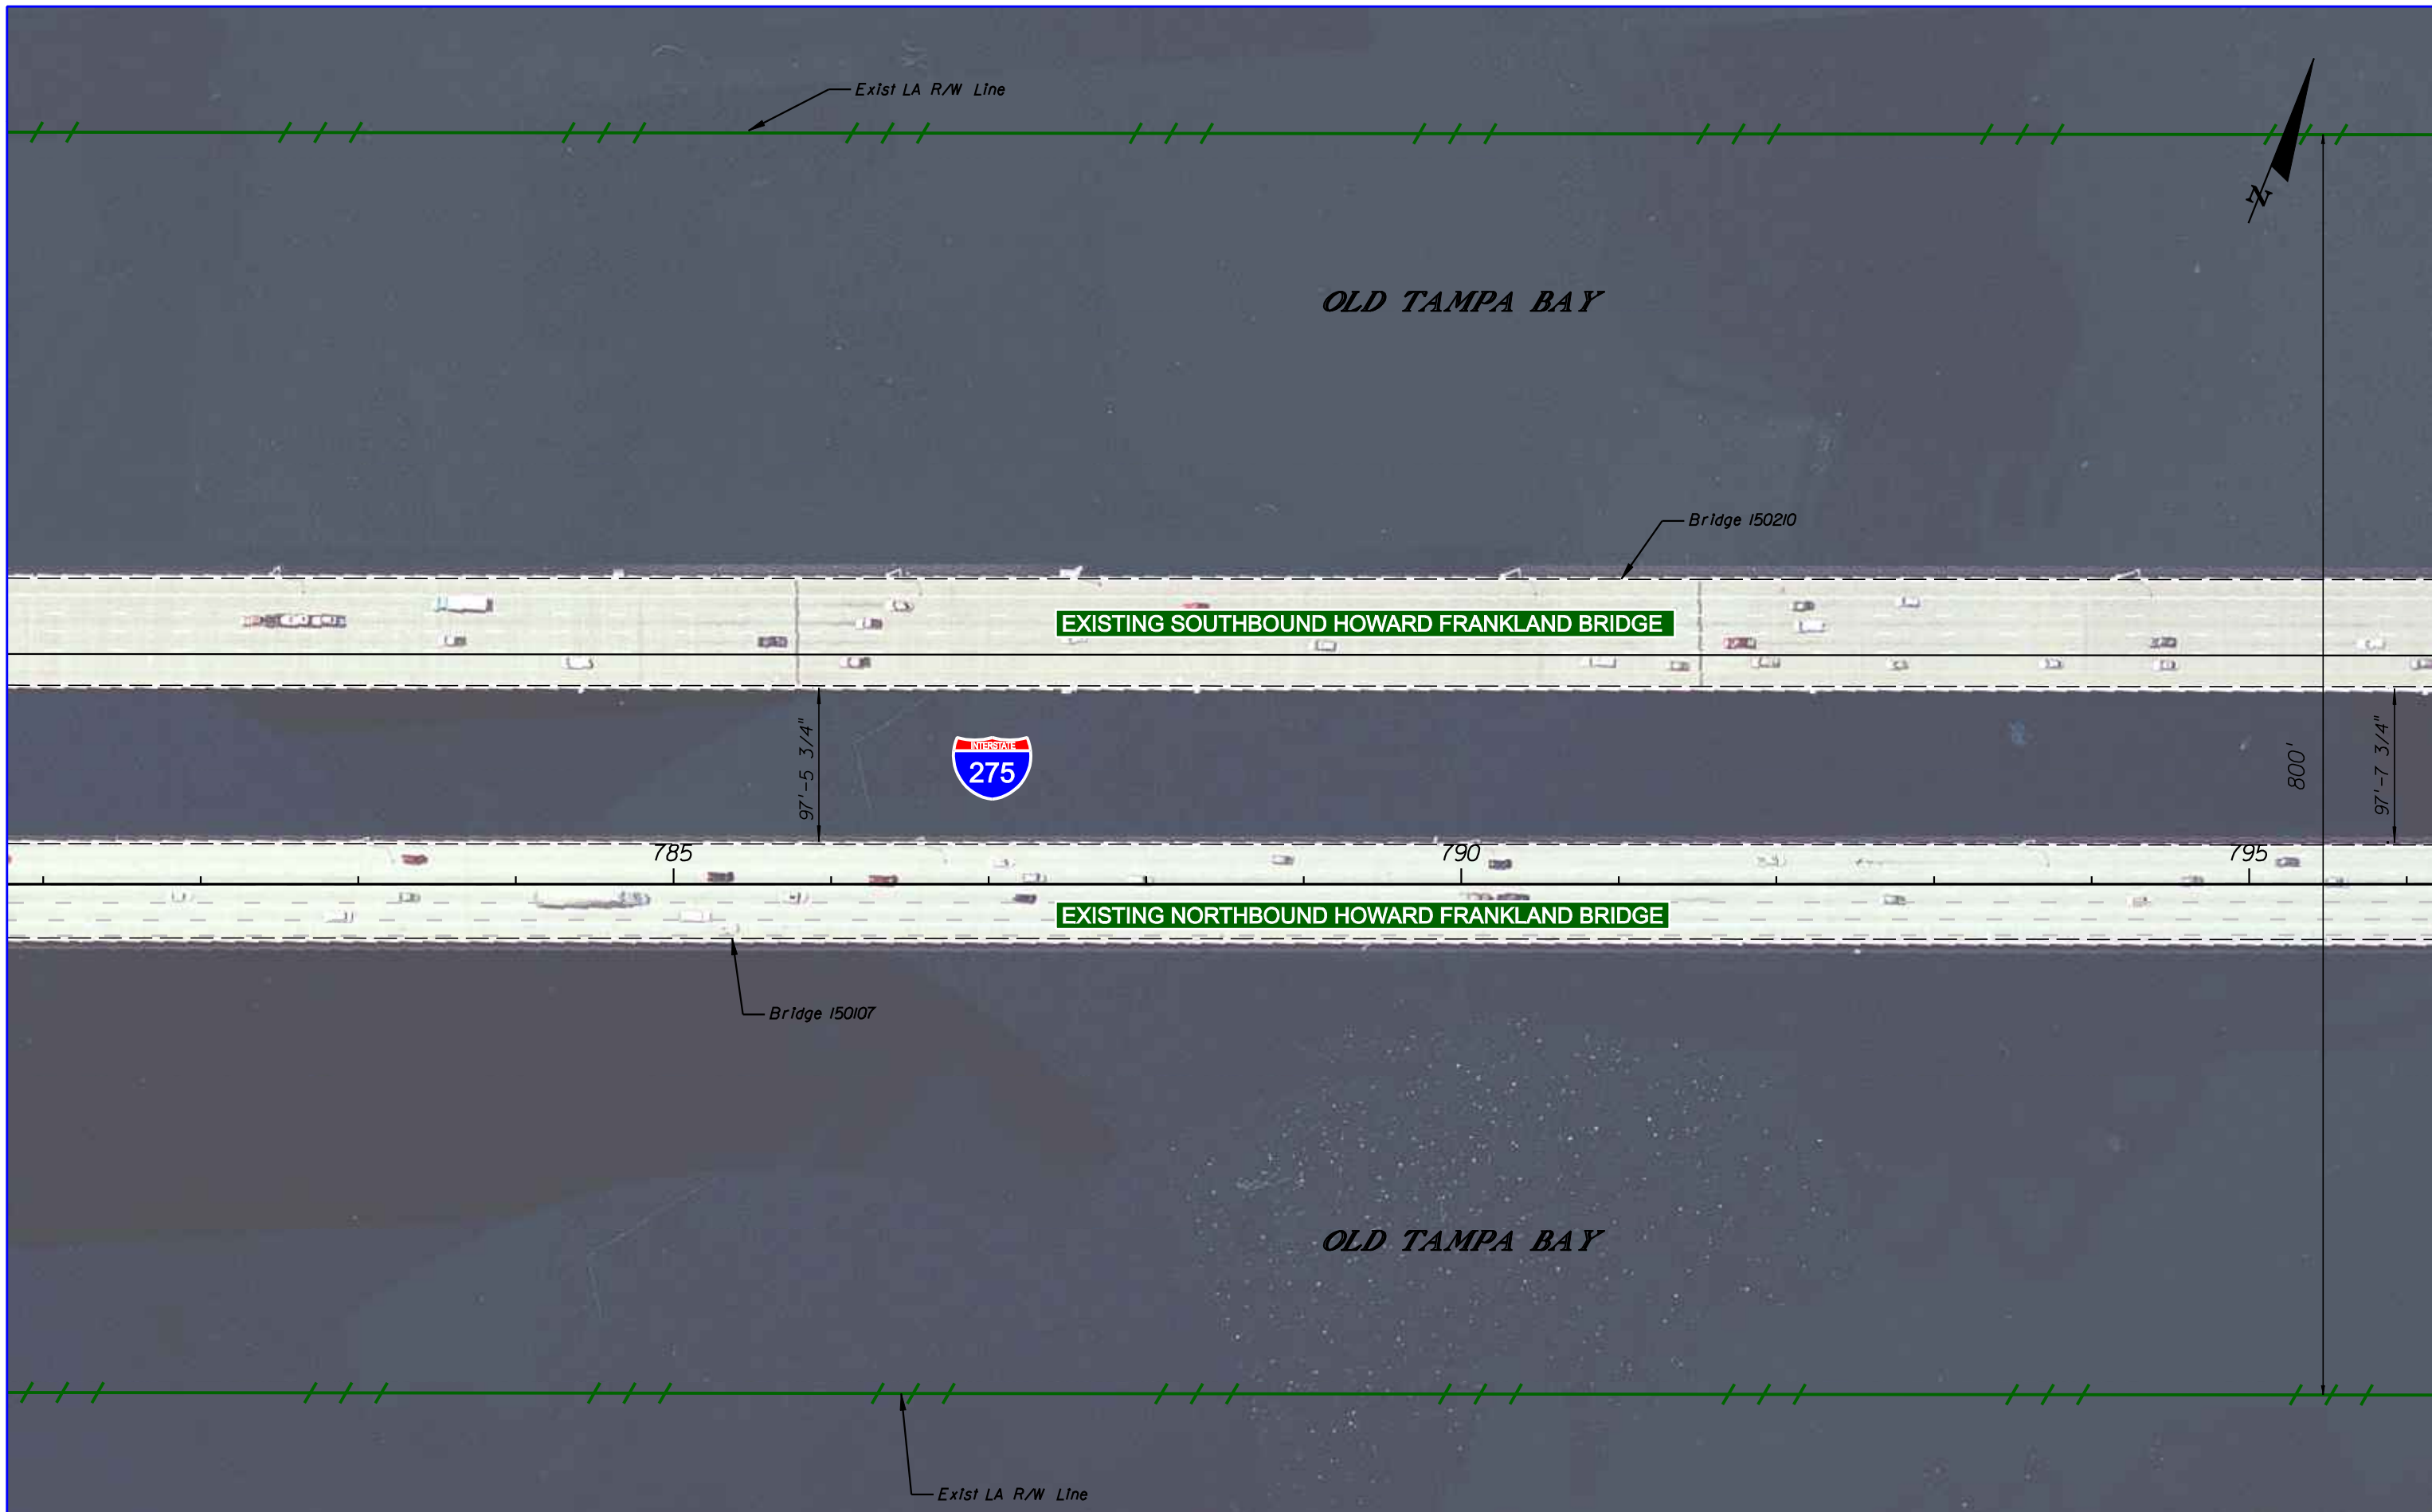 Exist LA R/W Line
N
OLD TAMPA BAY
Bridge 150210
EXISTING SOUTHBOUND HOWARD FRANKLAND BRIDGE
97'-5 3/4"
INTERSTATE
275
800'
97'-7 3/4"
785
790
795
EXISTING NORTHBOUND HOWARD FRANKLAND BRIDGE
Bridge 150107
OLD TAMPA BAY
Exist LA R/W Line